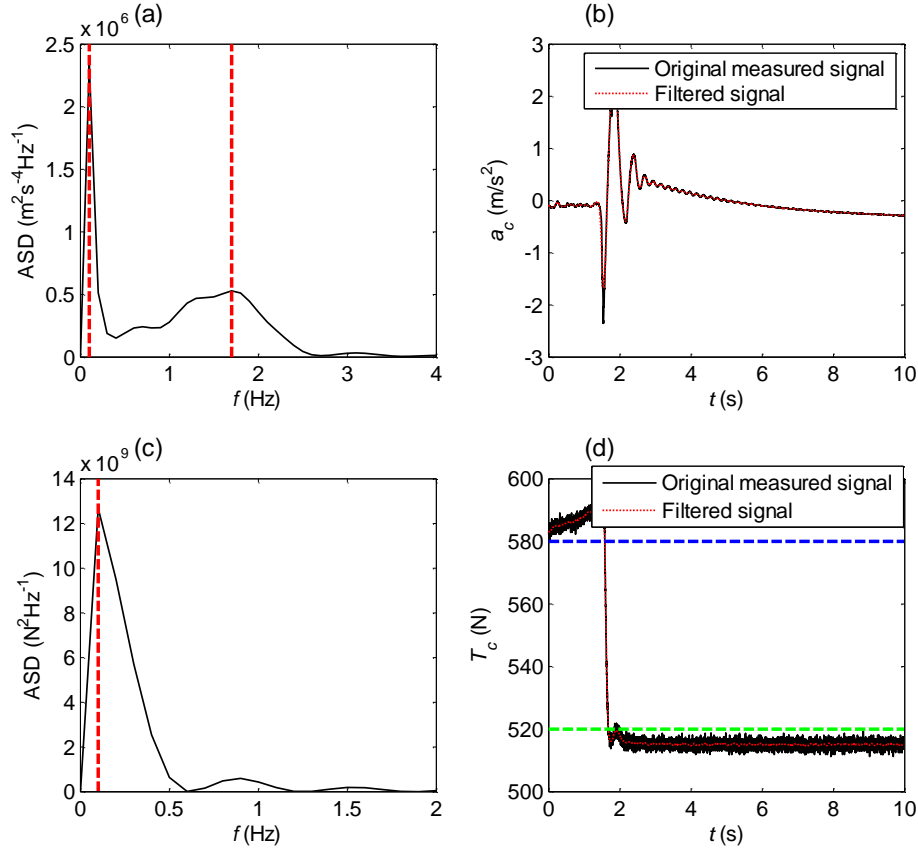 (a)
x 10^6
2.5
2
1.5
1
0.5
0
0 1 2 3 4
ASD (m²s⁻⁴Hz⁻¹)
f (Hz)
(b)
Original measured signal
Filtered signal
3
2
1
0
-1
-2
-3
0 2 4 6 8 10
a_c (m/s²)
t (s)
(c)
x 10^9
14
12
10
8
6
4
2
0
0 0.5 1 1.5 2
ASD (N²Hz⁻¹)
f (Hz)
(d)
Original measured signal
Filtered signal
600
580
560
540
520
500
0 2 4 6 8 10
T_c (N)
t (s)